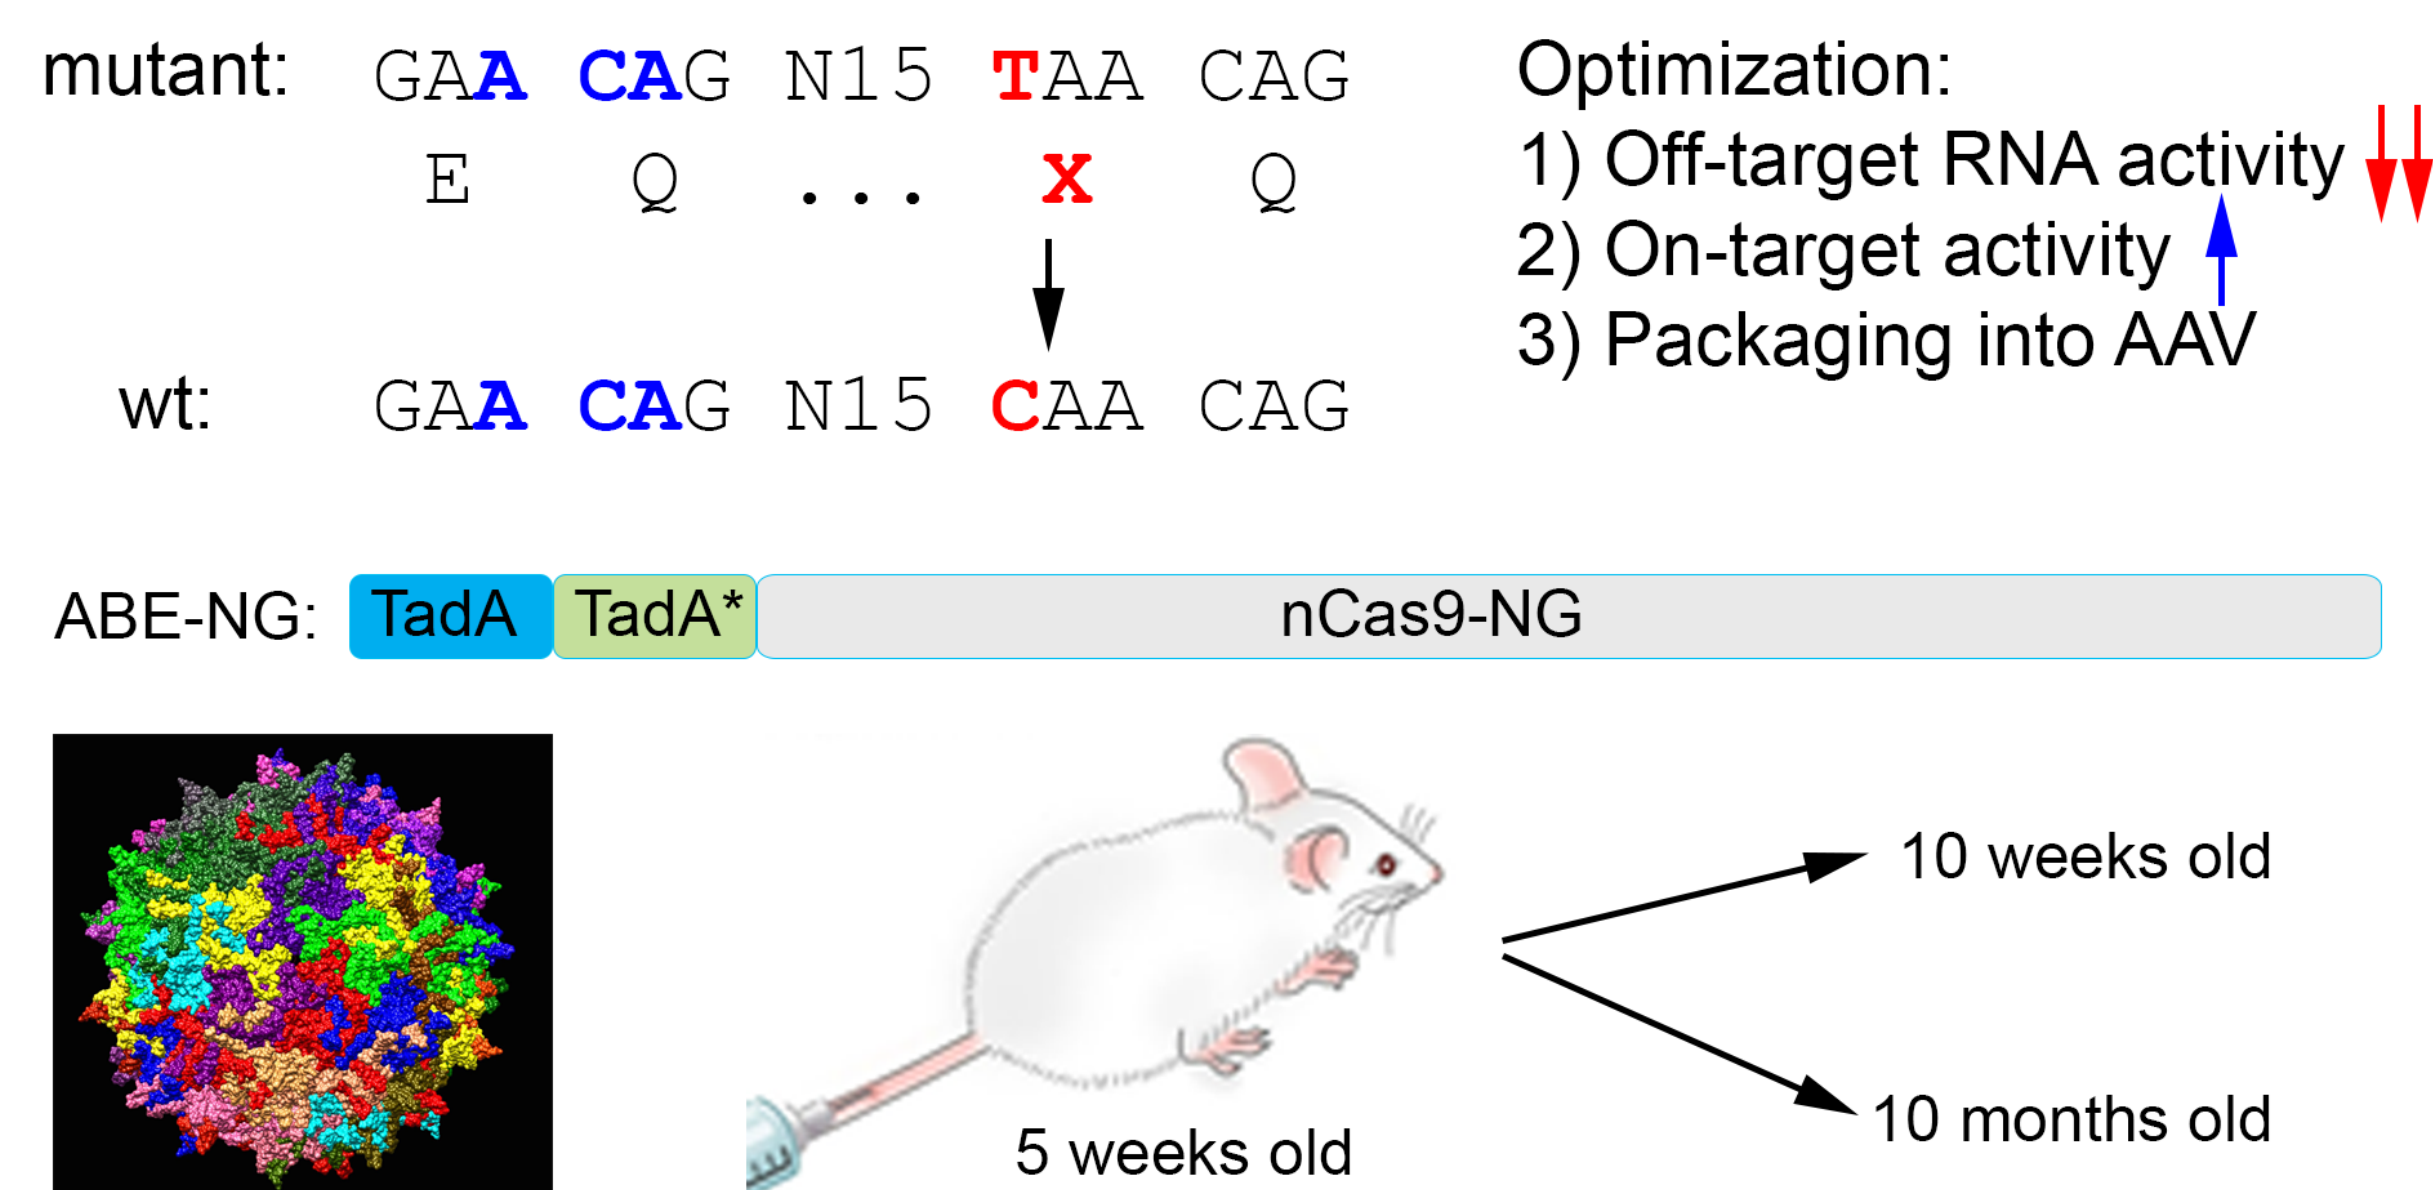 mutant: GAA CAG N15 TAA CAG
E Q ... X Q
wt: GAA CAG N15 CAA CAG
Optimization:
1) Off-target RNA activity
2) On-target activity
3) Packaging into AAV
ABE-NG: TadA TadA* nCas9-NG
5 weeks old
10 weeks old
10 months old